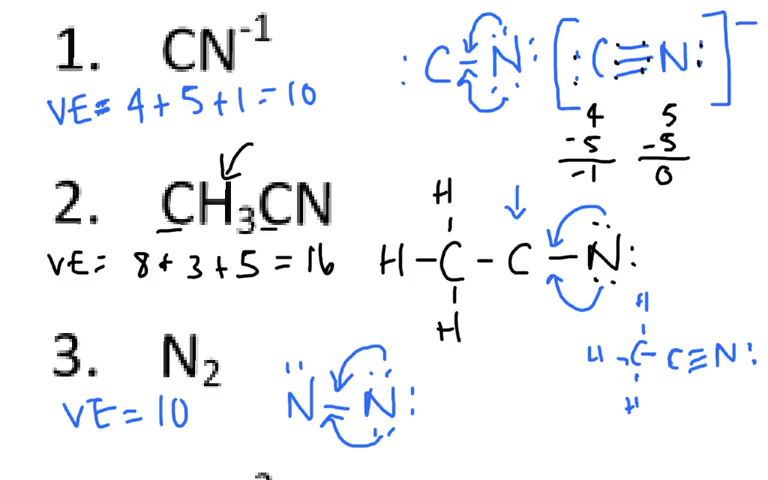 1. CN⁻¹
VE = 4 + 5 + 1 = 10
:C=N̈: [:C≡N:]⁻
4 5
-5 -5
-1 0
2. CH₃CN
VE = 8 + 3 + 5 = 16
H
H – C – C – N:
H
H
H – C – C≡N:
H
3. N₂
VE = 10
N̈ = N̈: